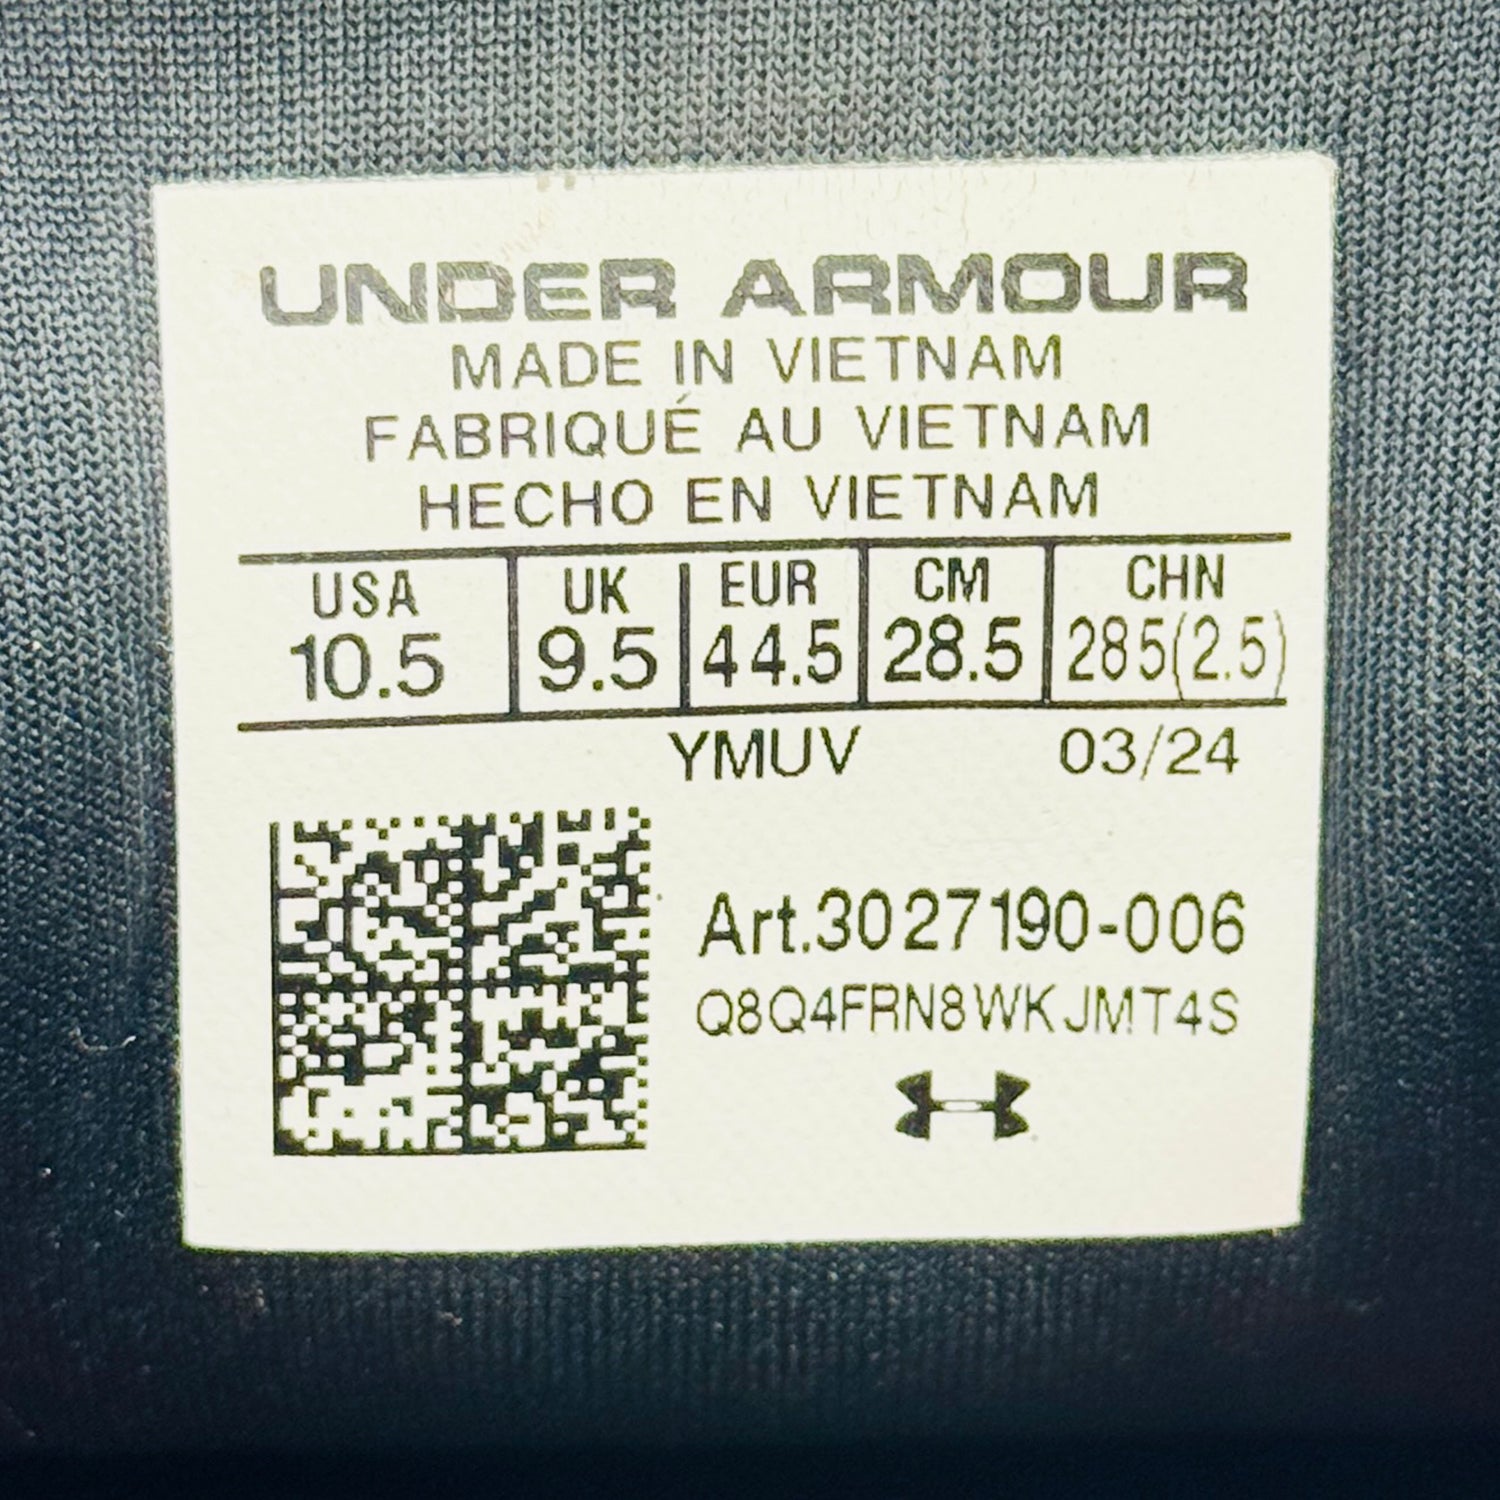 UNDER ARMOUR
MADE IN VIETNAM
FABRIQUÉ AU VIETNAM
HECHO EN VIETNAM
USA UK EUR CM CHN
10.5 9.5 44.5 28.5 285(2.5)
YMUV 03/24
Art.3027190-006
Q8Q4FRN8WKJMT4S